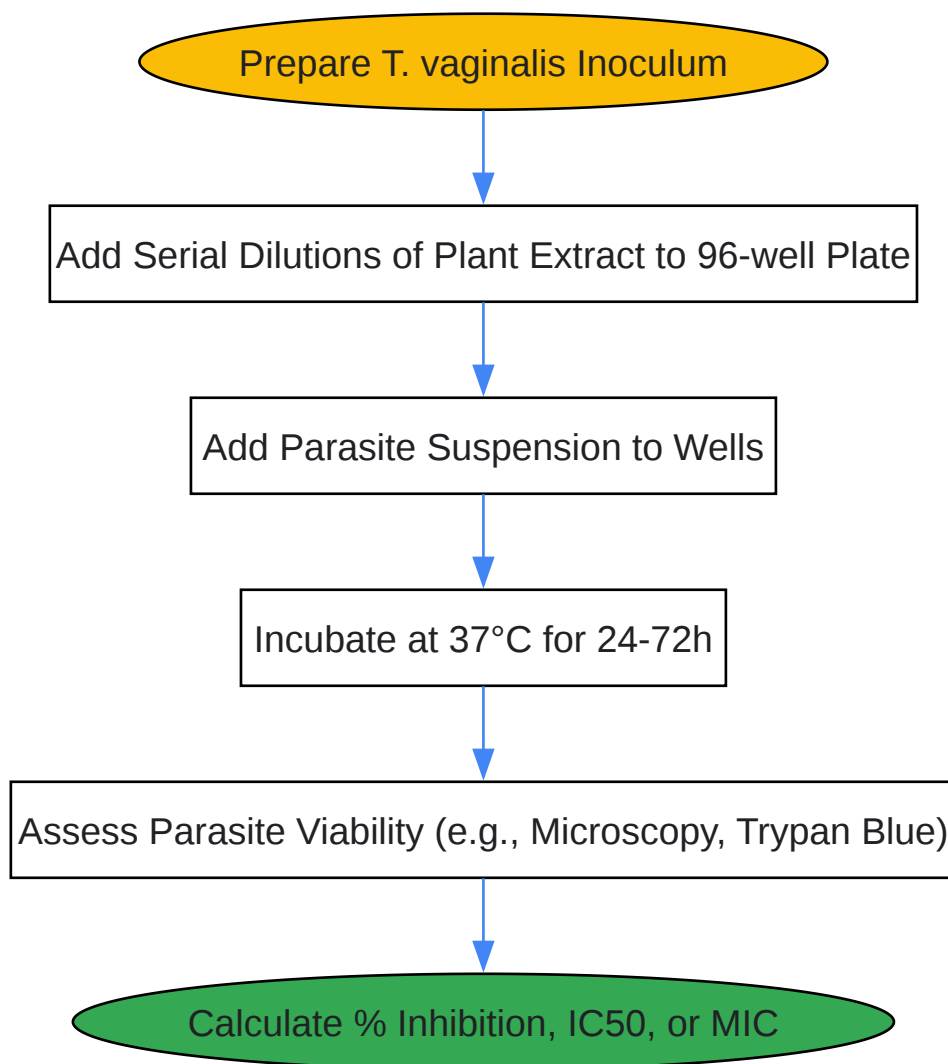 Prepare T. vaginalis Inoculum
Add Serial Dilutions of Plant Extract to 96-well Plate
Add Parasite Suspension to Wells
Incubate at 37°C for 24-72h
Assess Parasite Viability (e.g., Microscopy, Trypan Blue)
Calculate % Inhibition, IC50, or MIC